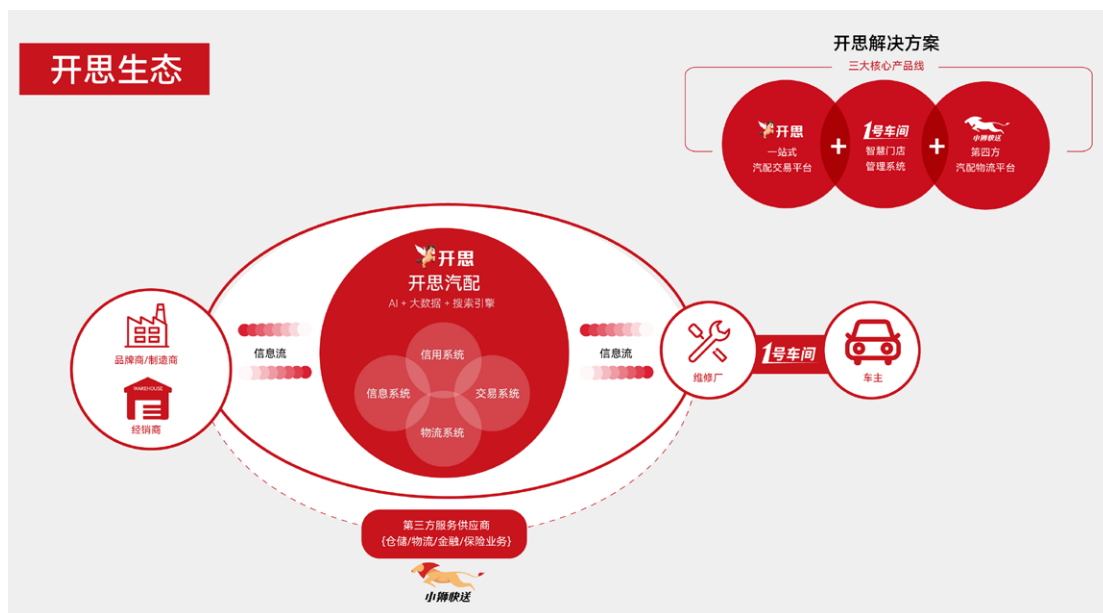 开思生态
开思解决方案
三大核心产品线
开思
一站式
汽配交易平台
+
1号车间
智慧门店
管理系统
+
小狮快送
第四方
汽配物流平台
开思
开思汽配
AI + 大数据 + 搜索引擎
信用系统
信息系统
交易系统
物流系统
品牌商/制造商
WAREHOUSE
经销商
信息流
信息流
维修厂
1号车间
车主
第三方服务供应商
{仓储/物流/金融/保险业务}
小狮快送